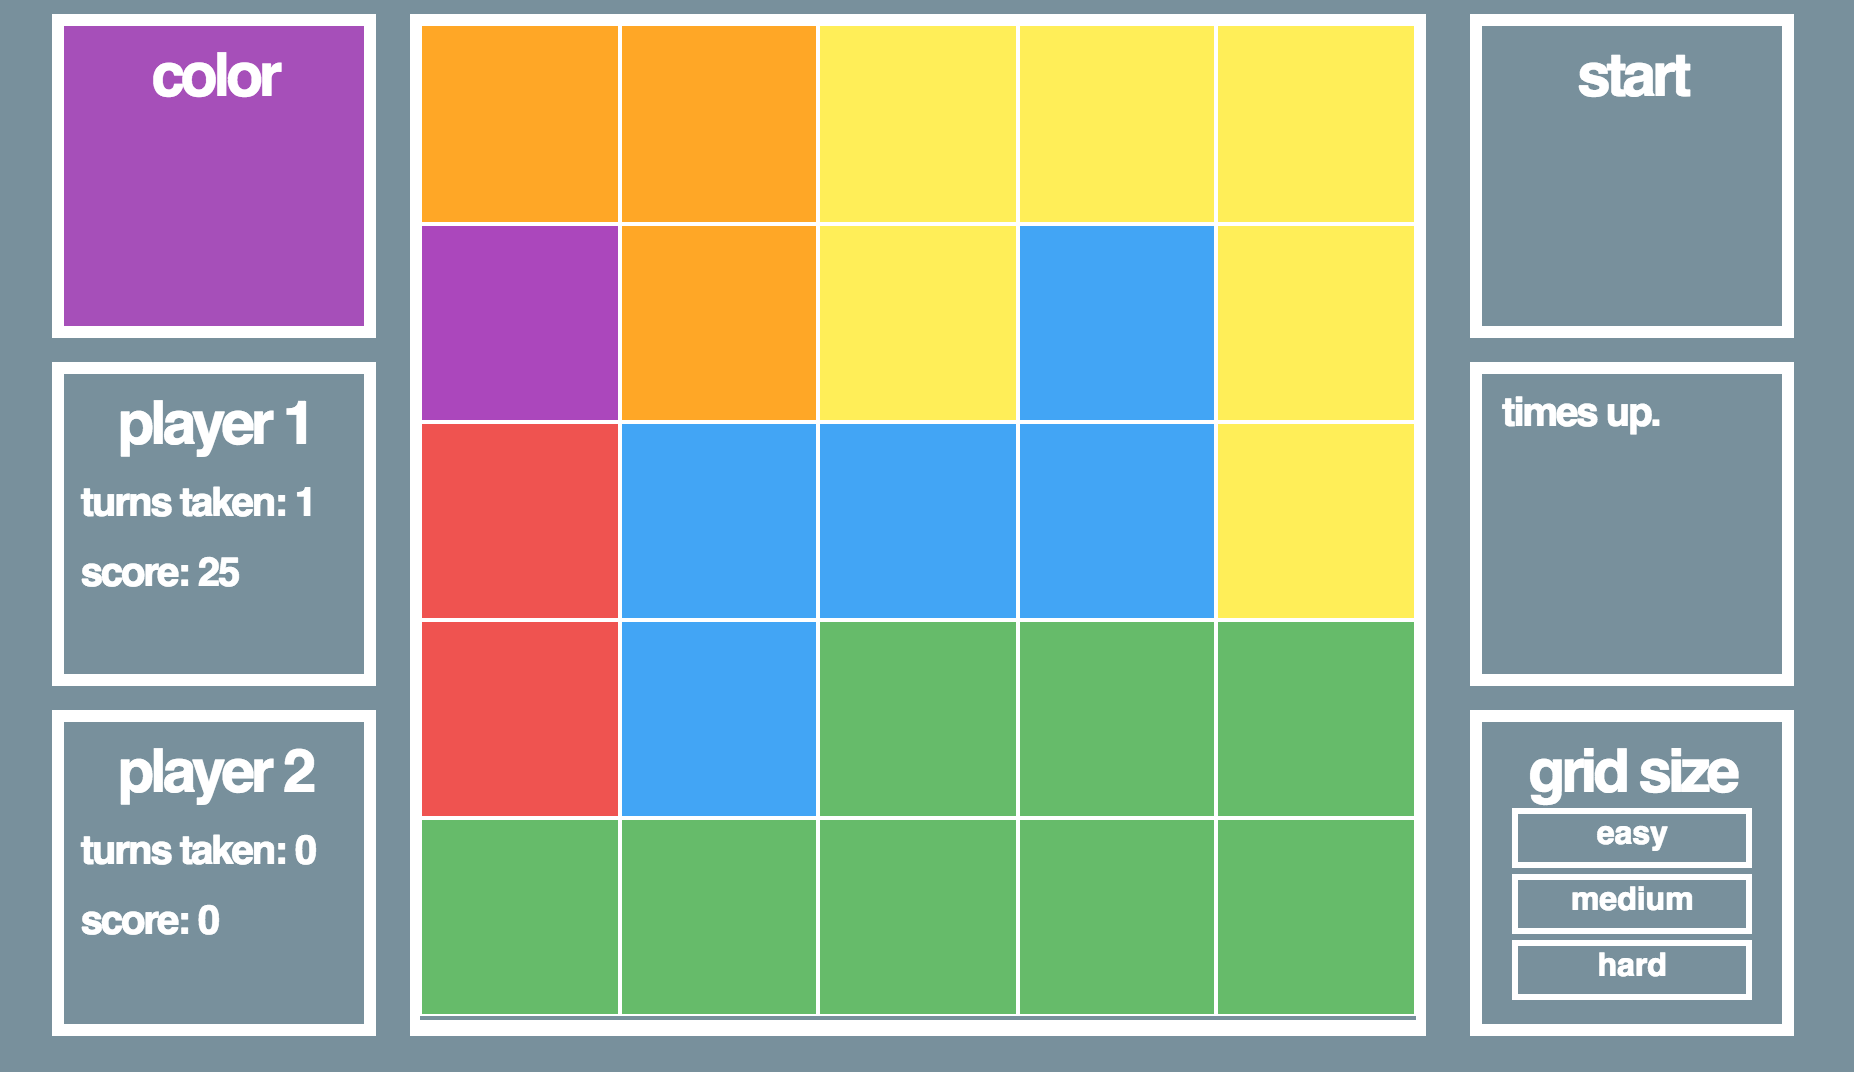 color
player 1
turns taken: 1
score: 25
player 2
turns taken: 0
score: 0
start
times up.
grid size
easy
medium
hard